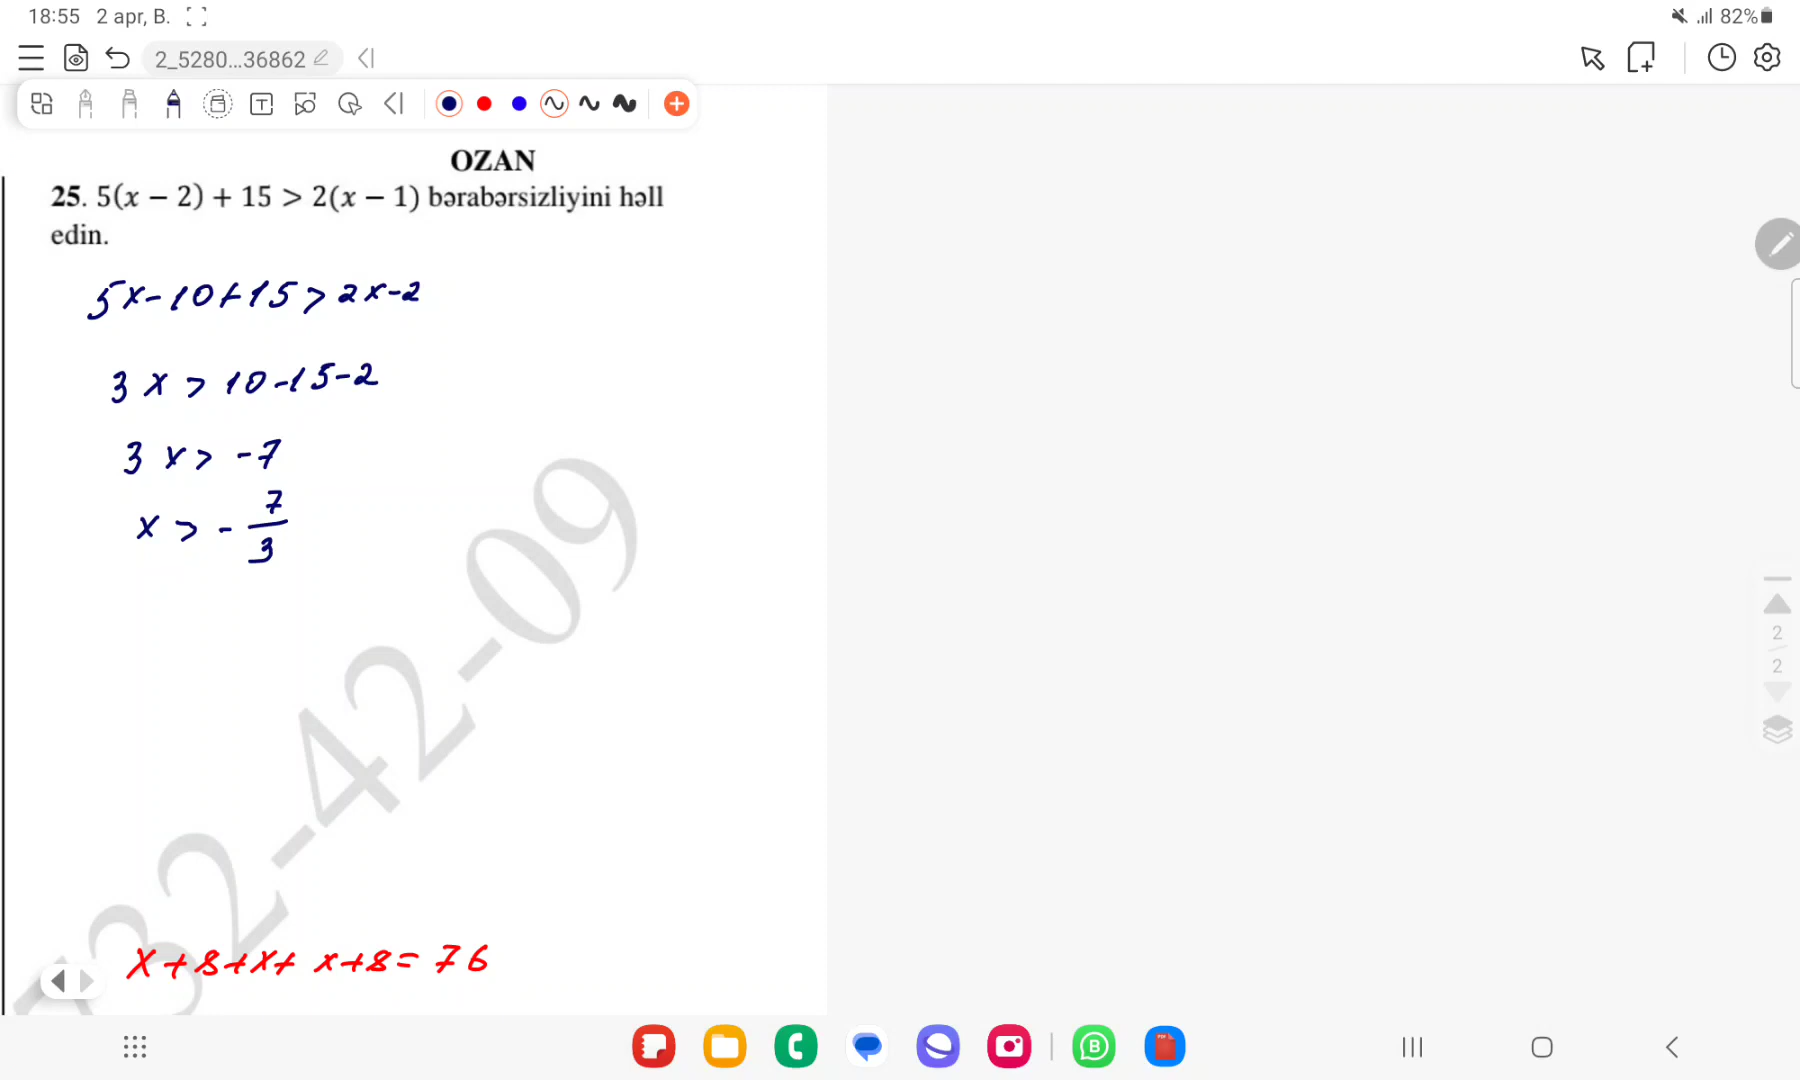 18:55 2 apr, B. 82%
2_5280...36862
OZAN
25. 5(x − 2) + 15 > 2(x − 1) bərabərsizliyini həll
edin.
5x-10+15>2x-2
3x>10-15-2
3x>-7
x>-7/3
32-42-09
x+8+x+x+8=76
2
2